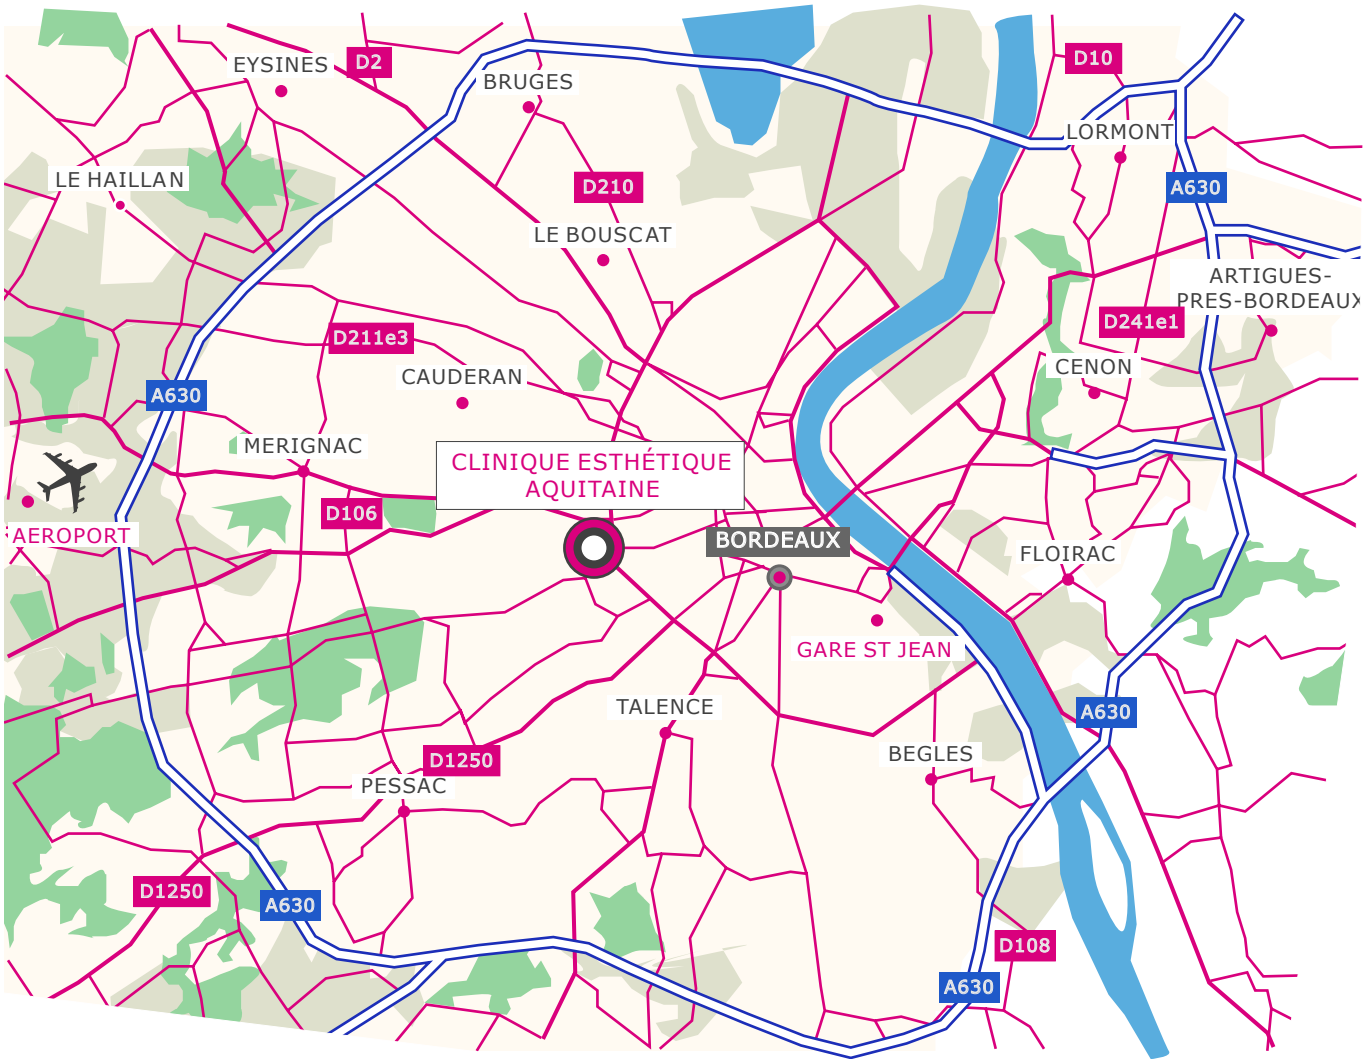 D2
D10
EYSINES
BRUGES
LORMONT
LE HAILLAN
D210
A630
LE BOUSCAT
ARTIGUES-
PRES-BORDEAUX
D241e1
D211e3
CENON
CAUDERAN
A630
MERIGNAC
CLINIQUE ESTHÉTIQUE
AQUITAINE
D106
AEROPORT
BORDEAUX
FLOIRAC
GARE ST JEAN
TALENCE
A630
BEGLES
D1250
PESSAC
D1250
A630
D108
A630